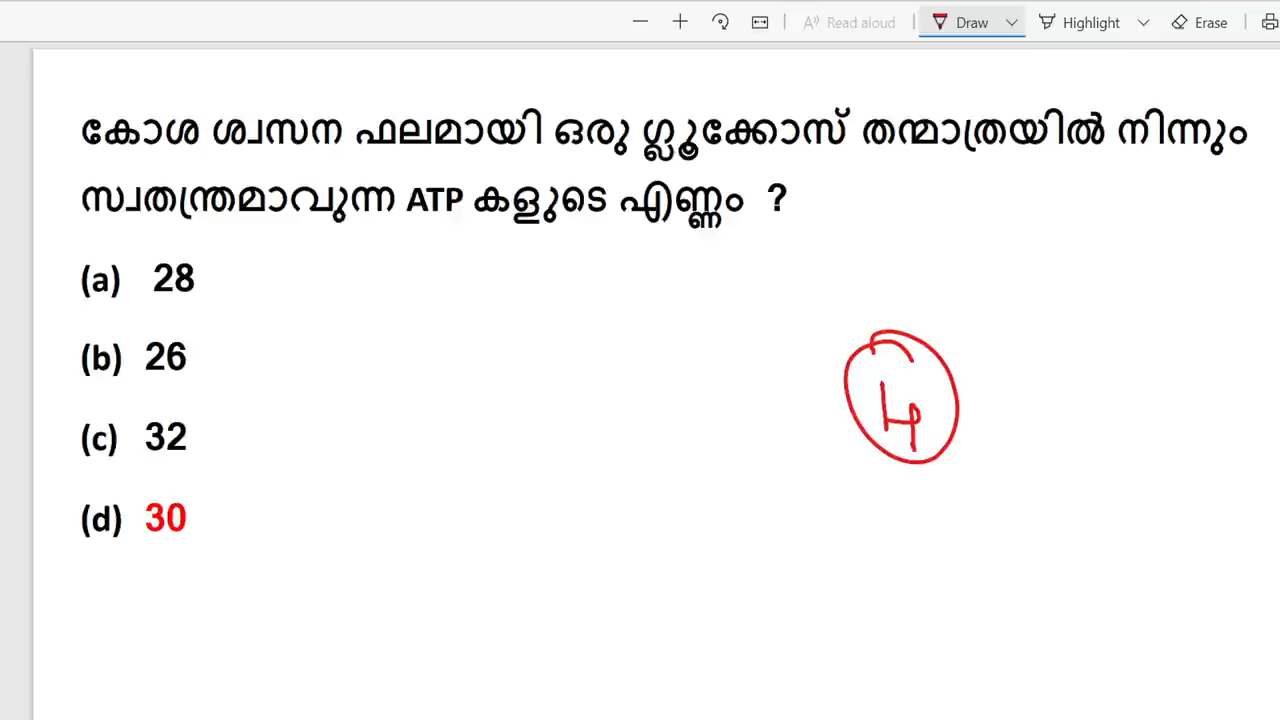 Read aloud
Draw
Highlight
Erase
കോശ ശ്വസന ഫലമായി ഒരു ഗ്ലൂക്കോസ് തന്മാത്രയിൽ നിന്നും
സ്വതന്ത്രമാവുന്ന ATP കളുടെ എണ്ണം ?
(a) 28
(b) 26
(c) 32
(d) 30